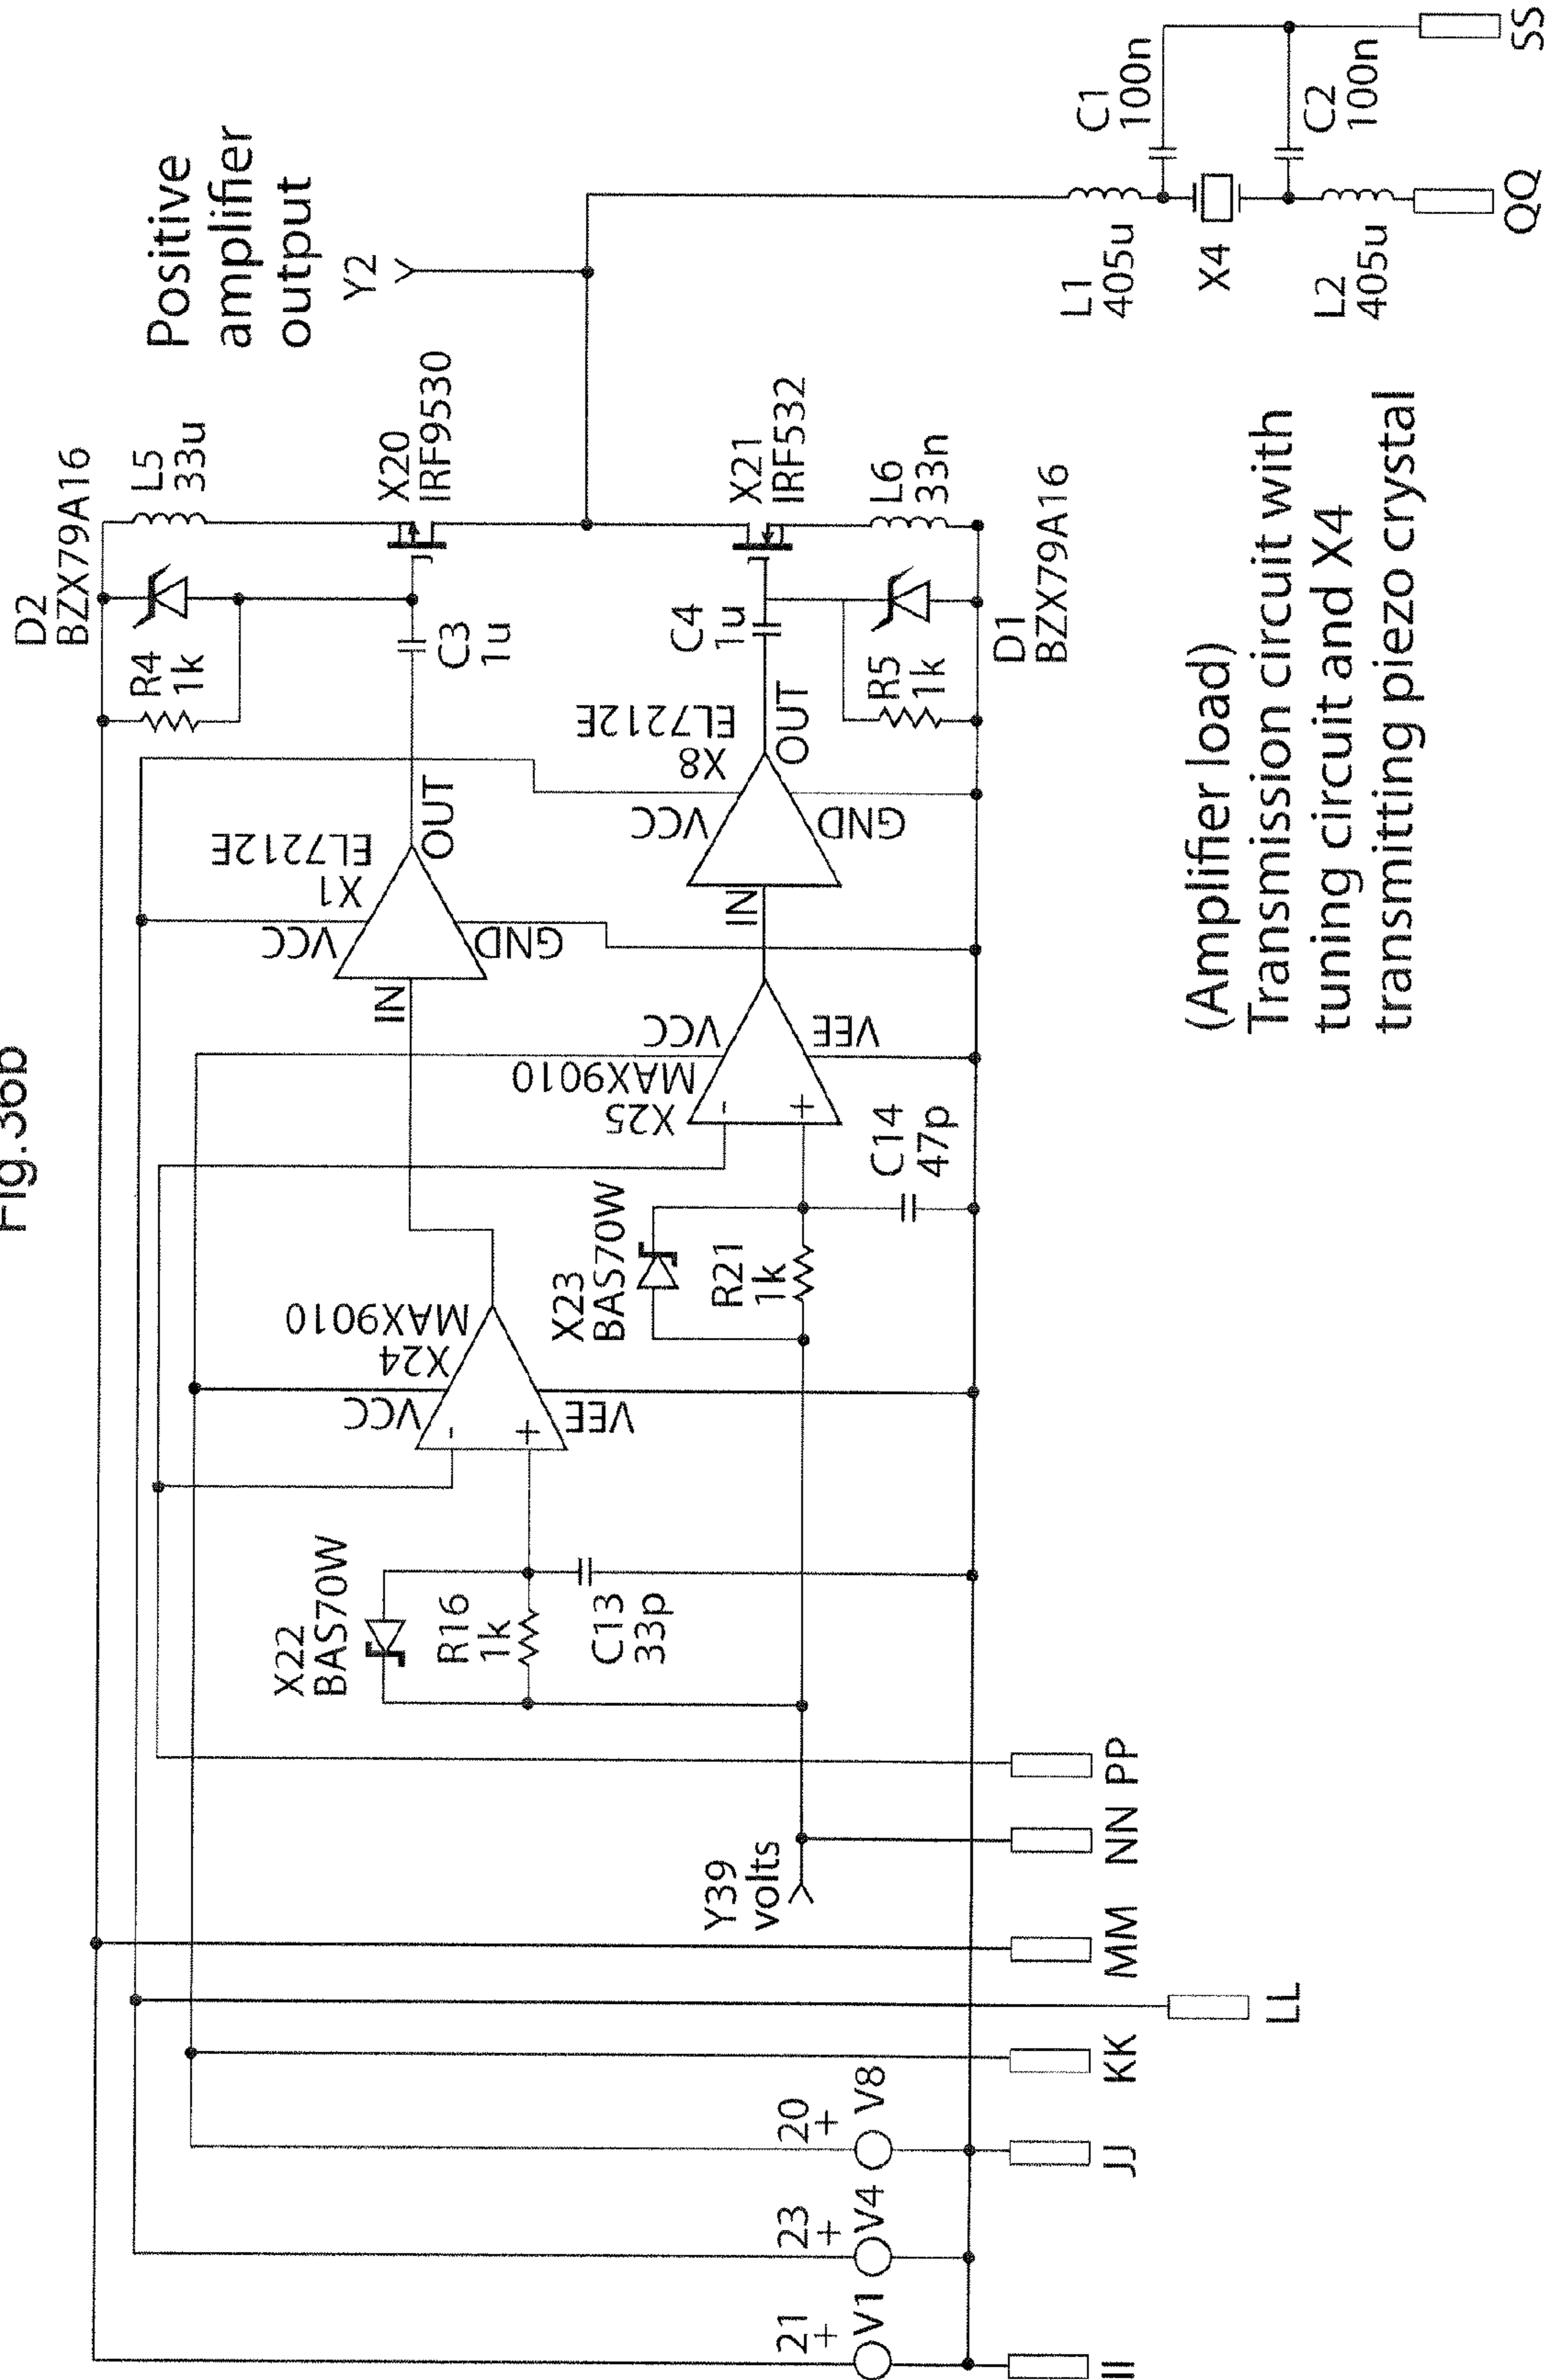 Fig.36b
D2
BZX79A16
L5
33u
R4
1k
X20
IRF9530
C3
1u
Positive
amplifier
output
Y2
X1
EL7212E
VCC
GND
IN
OUT
X8
EL7212E
VCC
GND
IN
OUT
C4
1u
X21
IRF532
L6
33n
R5
1k
D1
BZX79A16
X24
MAX9010
VCC
VEE
-
+
X25
MAX9010
VCC
VEE
-
+
X22
BAS70W
R16
1k
C13
33p
X23
BAS70W
R21
1k
C14
47p
Y39
volts
21
+
V1
23
+
V4
20
+
V8
II
JJ
KK
LL
MM
NN
PP
L1
405u
X4
L2
405u
C1
100n
C2
100n
QQ
SS
(Amplifier load)
Transmission circuit with
tuning circuit and X4
transmitting piezo crystal